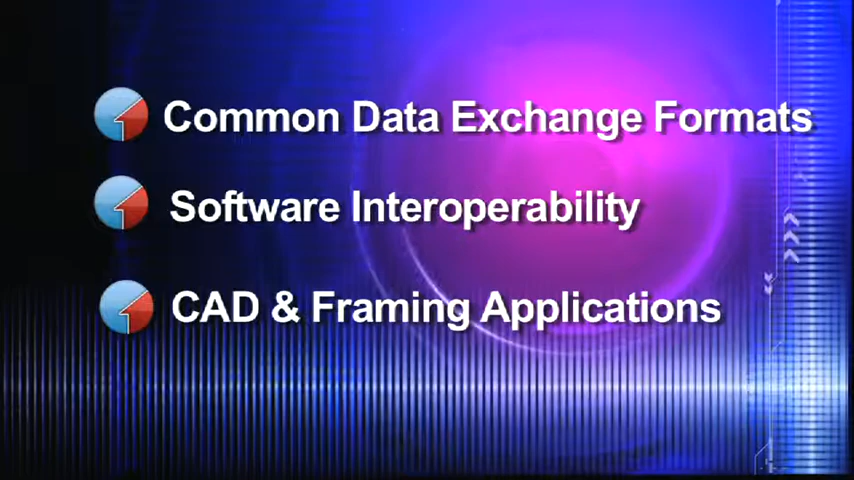 Common Data Exchange Formats
Software Interoperability
CAD & Framing Applications